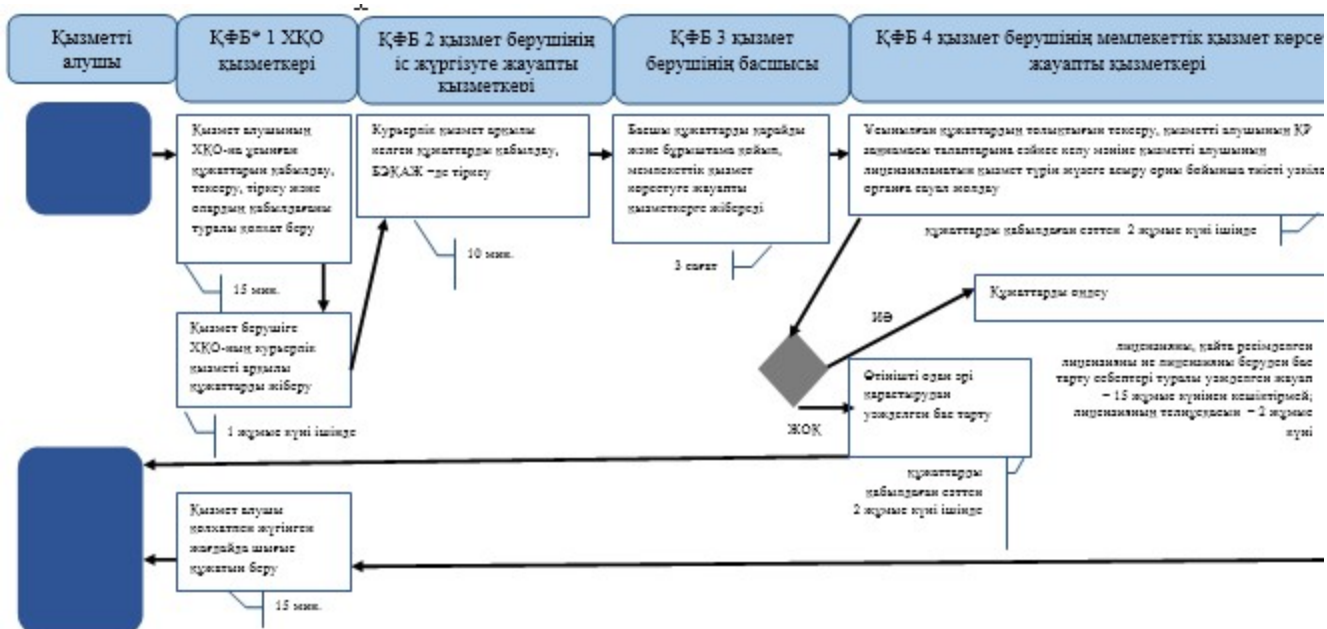 Қызметті
алушы
ҚФБ* 1 ХҚО
қызметкері
ҚФБ 2 қызмет берушінің
іс жүргізуге жауапты
қызметкері
ҚФБ 3 қызмет
берушінің басшысы
ҚФБ 4 қызмет берушінің мемлекеттік қызмет көрсет
жауапты қызметкері
Қызмет алушының
ХҚО-на ұсынған
құжаттарын қабылдау,
тексеру, тіркеу және
олардың қабылдағаны
туралы қолхат беру
15 мин.
Қызмет берушіге
ХҚО-ның курьерлік
қызметі арқылы
құжаттарды жіберу
1 жұмыс күні ішінде
Курьерлік қызмет арқылы
келген құжаттарды қабылдау,
БЭҚАЖ –де тіркеу
10 мин.
Басшы құжаттарды қарайды
және бұрыштама қойып,
мемлекеттік қызмет
көрсетуге жауапты
қызметкерге жібереді
3 сағат
Ұсынылған құжаттардың толықтығын тексеру, қызметті алушының ҚР
заңнамасы талаптарына сәйкес келу мәніне қызметті алушының
лицензияланатын қызмет түрін жүзеге асыру орны бойынша тиісті уәкіле
органға сауал жолдау
құжаттарды қабылдаған сәттен 2 жұмыс күні ішінде
ИӘ
Құжаттарды өңдеу
лицензияны, қайта ресімделген
лицензияны не лицензияны беруден бас
тарту себептері туралы уәжделген жауап
– 15 жұмыс күнінен кешіктірмей;
лицензияның телнұсқасын – 2 жұмыс
күні
ЖОҚ
Өтінішті одан әрі
қарастырудан
уәжделген бас тарту
құжаттарды
қабылдаған сәттен
2 жұмыс күні ішінде
Қызмет алушы
қолхатпен жүгінген
жағдайда шығыс
құжатын беру
15 мин.